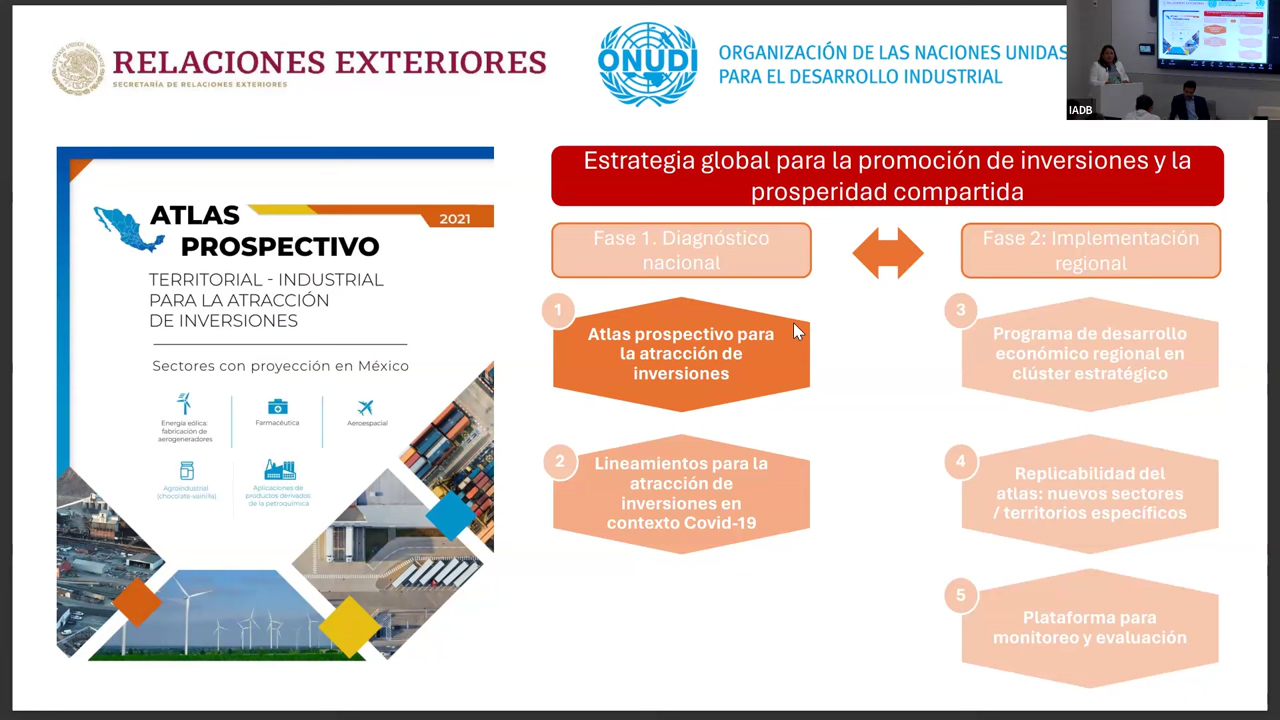 RELACIONES EXTERIORES
SECRETARÍA DE RELACIONES EXTERIORES
ONUDI
ORGANIZACIÓN DE LAS NACIONES UNIDAS
PARA EL DESARROLLO INDUSTRIAL
IADB
ATLAS
2021
PROSPECTIVO
TERRITORIAL - INDUSTRIAL
PARA LA ATRACCIÓN
DE INVERSIONES
Sectores con proyección en México
Energía eólica:
fabricación de
aerogeneradores
Farmacéutica
Aeroespacial
Agroindustrial
(chocolate-vainilla)
Aplicaciones de
productos derivados
de la petroquímica
Estrategia global para la promoción de inversiones y la
prosperidad compartida
Fase 1. Diagnóstico
nacional
1
Atlas prospectivo para
la atracción de
inversiones
2
Lineamientos para la
atracción de
inversiones en
contexto Covid-19
Fase 2: Implementación
regional
3
Programa de desarrollo
económico regional en
clúster estratégico
4
Replicabilidad del
atlas: nuevos sectores
/ territorios específicos
5
Plataforma para
monitoreo y evaluación